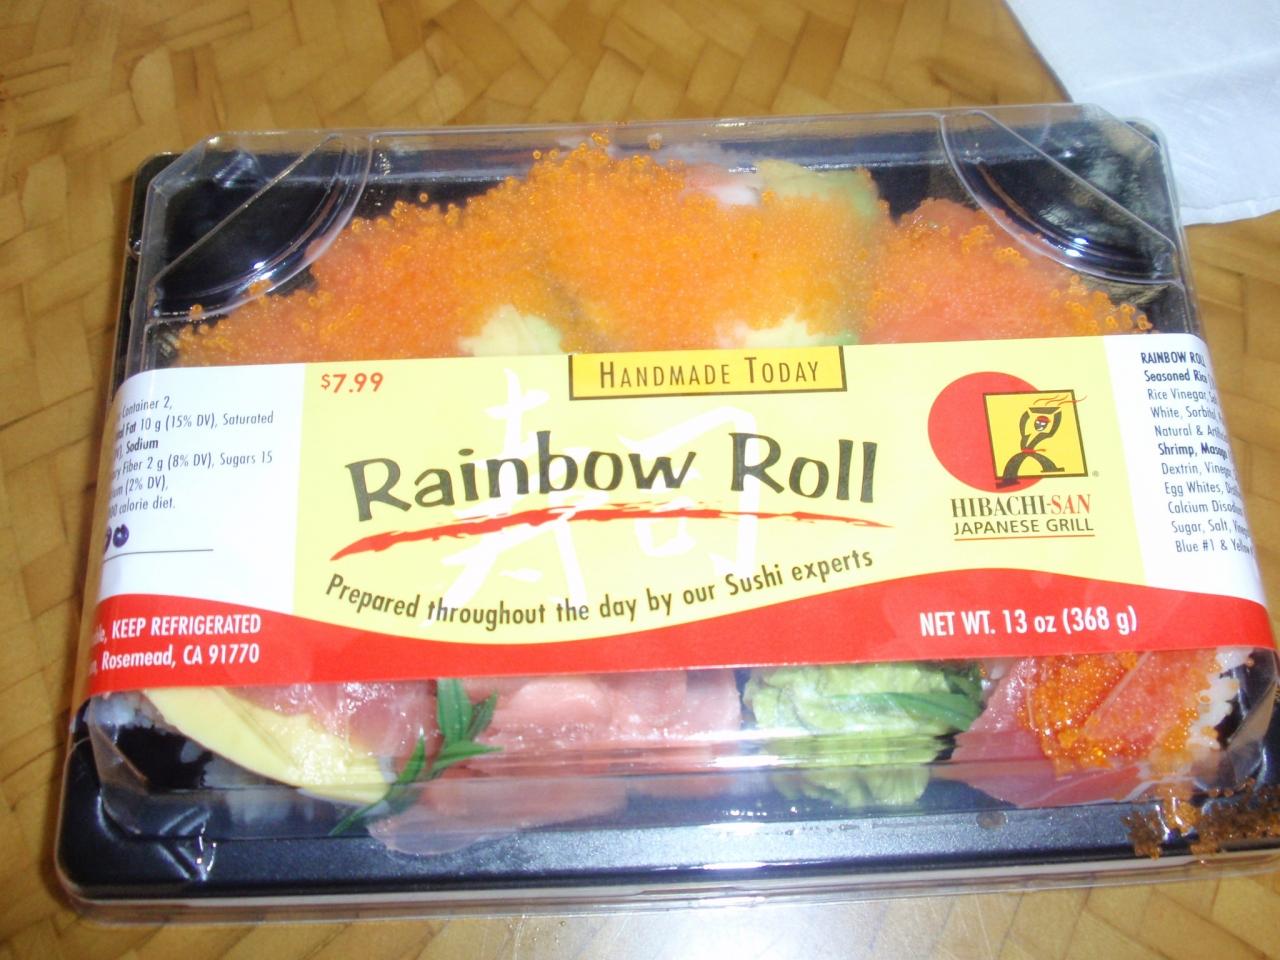 Container 2,
Fat 10 g (15% DV), Saturated
Sodium
Fiber 2 g (8% DV), Sugars 15
(2% DV),
calorie diet.
KEEP REFRIGERATED
Rosemead, CA 91770
$7.99
HANDMADE TODAY
寿司
Rainbow Roll
Prepared throughout the day by our Sushi experts
HIBACHI-SAN
JAPANESE GRILL
®
NET WT. 13 oz (368 g)
RAINBOW ROLL
Seasoned Rice
Rice Vinegar,
White, Sorbitol
Natural &
Shrimp, Masago
Dextrin, Vinegar
Egg Whites,
Calcium
Sugar, Salt,
Blue #1 &